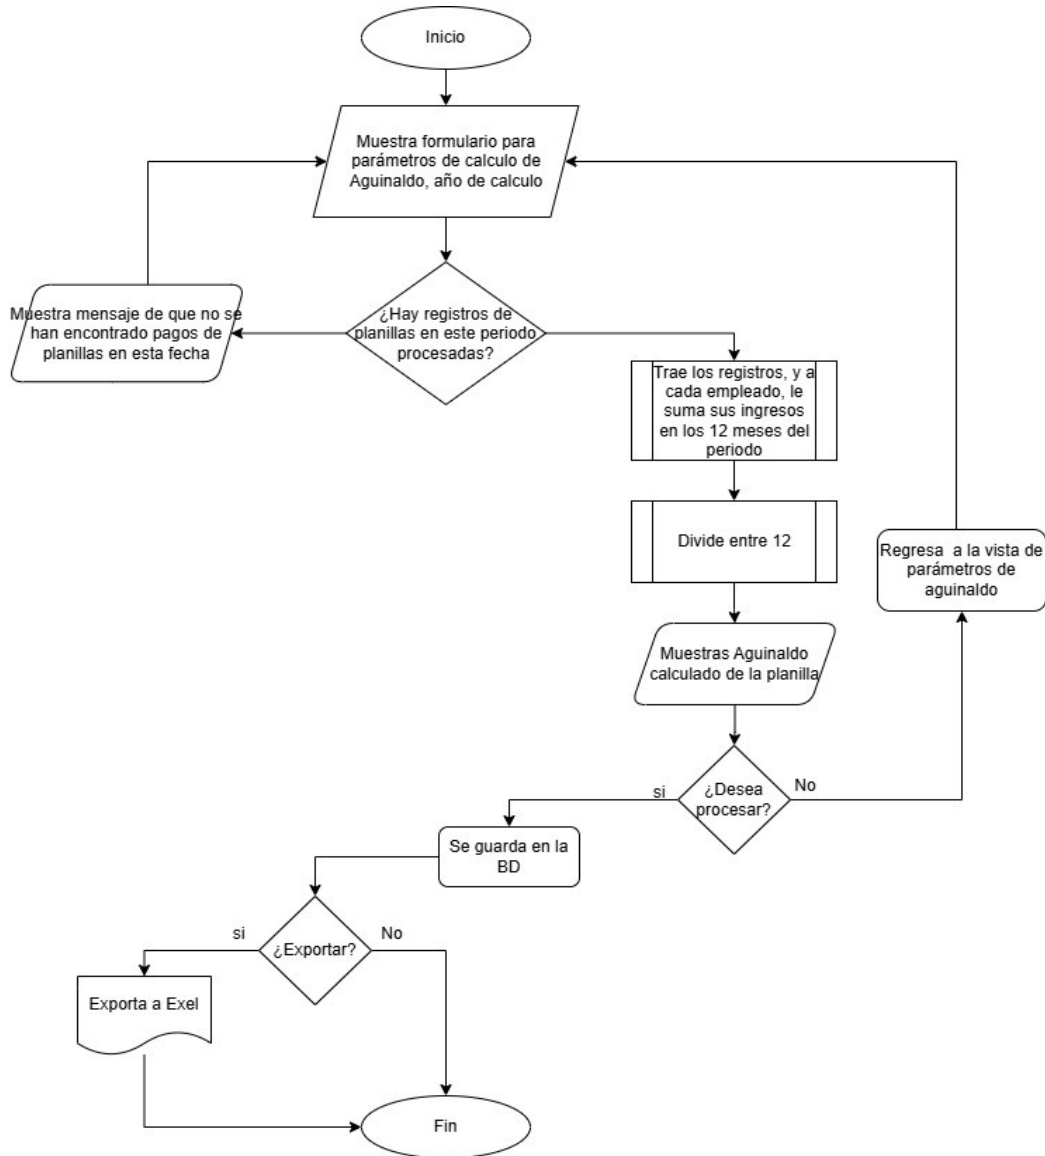 Inicio
Muestra formulario para
parámetros de calculo de
Aguinaldo, año de calculo
¿Hay registros de
planillas en este periodo
procesadas?
Muestra mensaje de que no se
han encontrado pagos de
planillas en esta fecha
Trae los registros, y a
cada empleado, le
suma sus ingresos
en los 12 meses del
periodo
Divide entre 12
Regresa a la vista de
parámetros de
aguinaldo
Muestras Aguinaldo
calculado de la planilla
¿Desea
procesar?
si
No
Se guarda en la
BD
¿Exportar?
si
No
Exporta a Exel
Fin